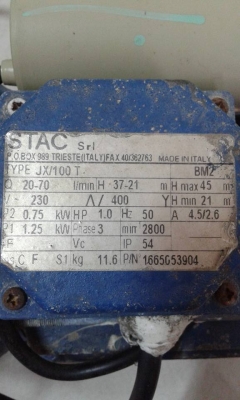 STAC Srl
P.O.BOX 989 TRIESTE(ITALY)FAX 40/362763 MADE IN ITALY
TYPE JX/100 T BMZ
Q 20-70 l/min H 37-21 m H max 45 m
V~ 230 Λ/ 400 Y H min 21 m
P2 0.75 kW HP 1.0 Hz 50 A 4.5/2.6
P1 1.25 kW Phase 3 min 2800
F Vc IP 54
C F S1 kg 11.6 P/N 1665G53904